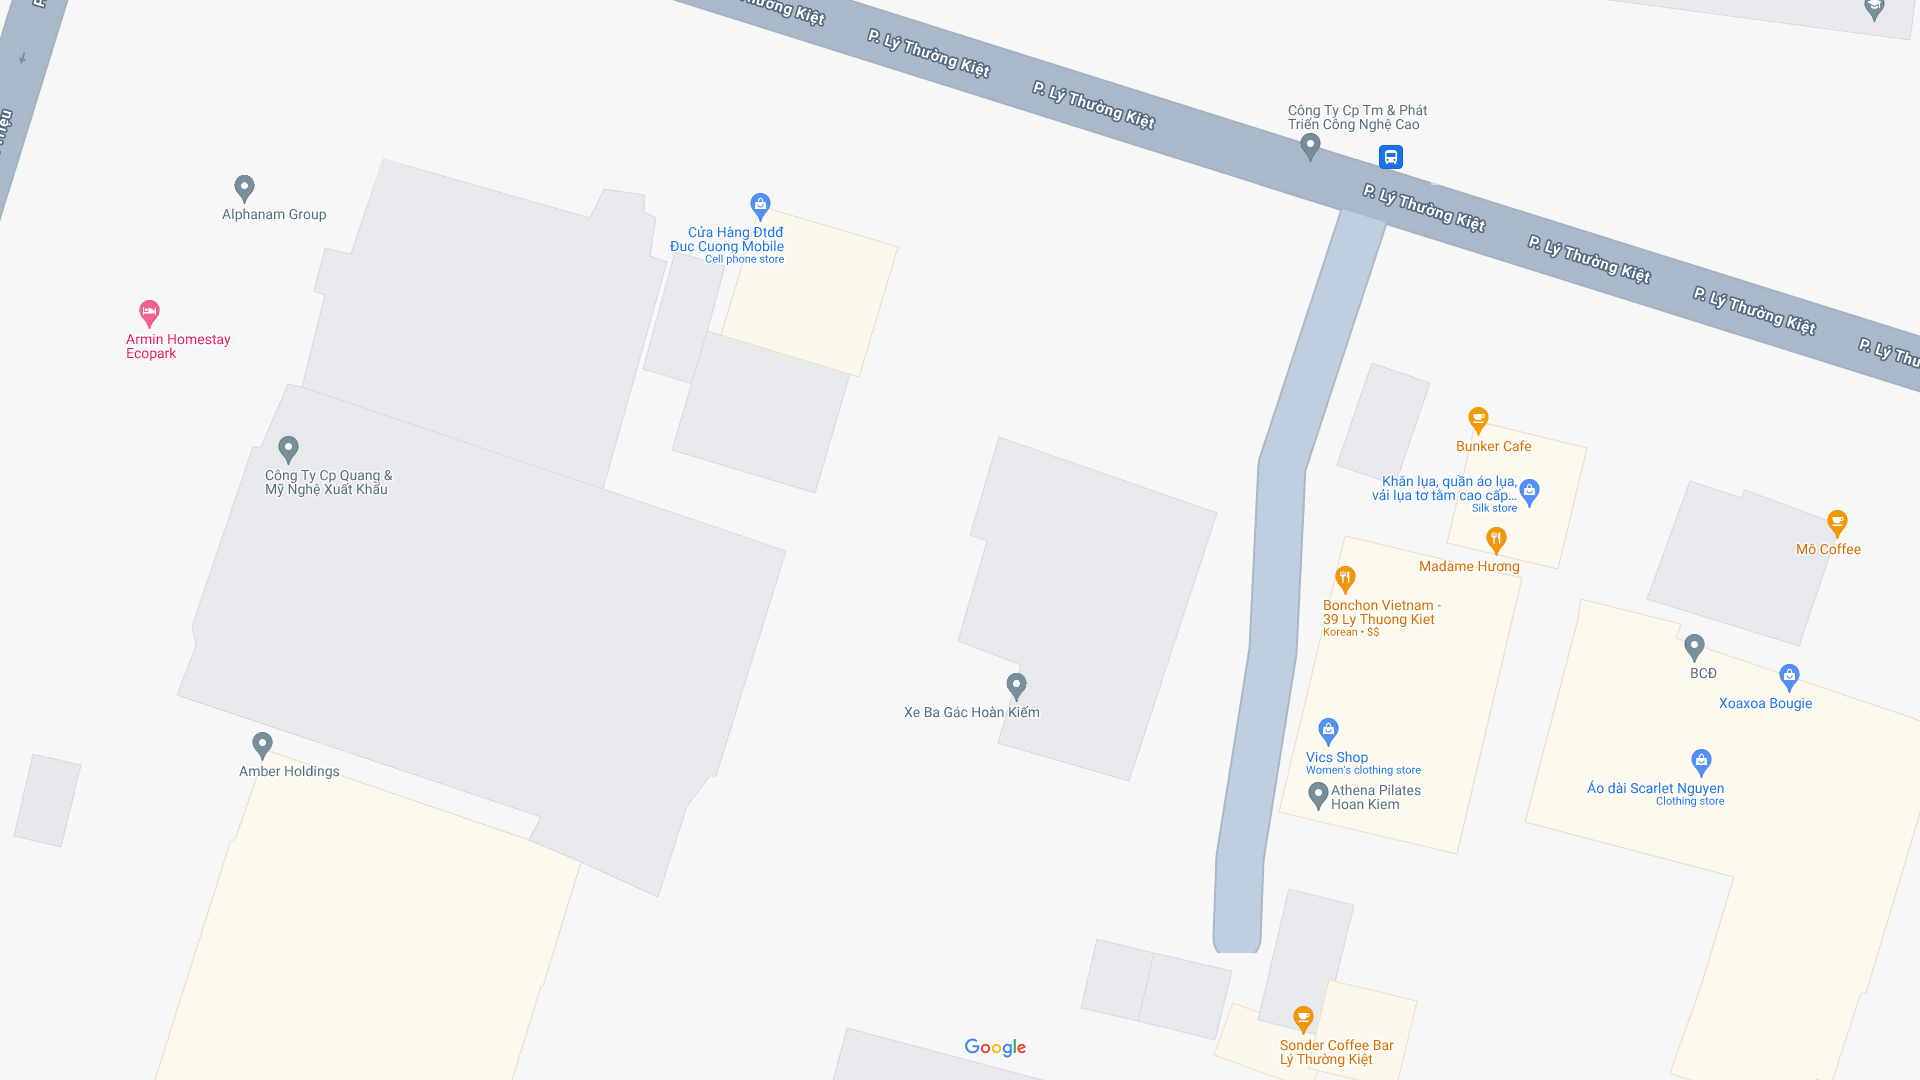 P. Lý Thường Kiệt
P. Lý Thường Kiệt
Thường Kiệt
Công Ty Cp Tm & Phát
Triển Công Nghệ Cao
P. Lý Thường Kiệt
P. Lý Thường Kiệt
P. Lý Thường Kiệt
P. Lý
Alphanam Group
Cửa Hàng Đtdđ
Đuc Cuong Mobile
Cell phone store
Armin Homestay
Ecopark
Công Ty Cp Quang &
Mỹ Nghệ Xuất Khẩu
Bunker Cafe
Khăn lụa, quần áo lụa,
vải lụa tơ tằm cao cấp...
Silk store
Madame Hương
Mô Coffee
Bonchon Vietnam -
39 Ly Thuong Kiet
Korean • $$
BCĐ
Xoaxoa Bougie
Xe Ba Gác Hoàn Kiếm
Vics Shop
Women's clothing store
Athena Pilates
Hoan Kiem
Áo dài Scarlet Nguyen
Clothing store
Amber Holdings
Sonder Coffee Bar
Lý Thường Kiệt
Google